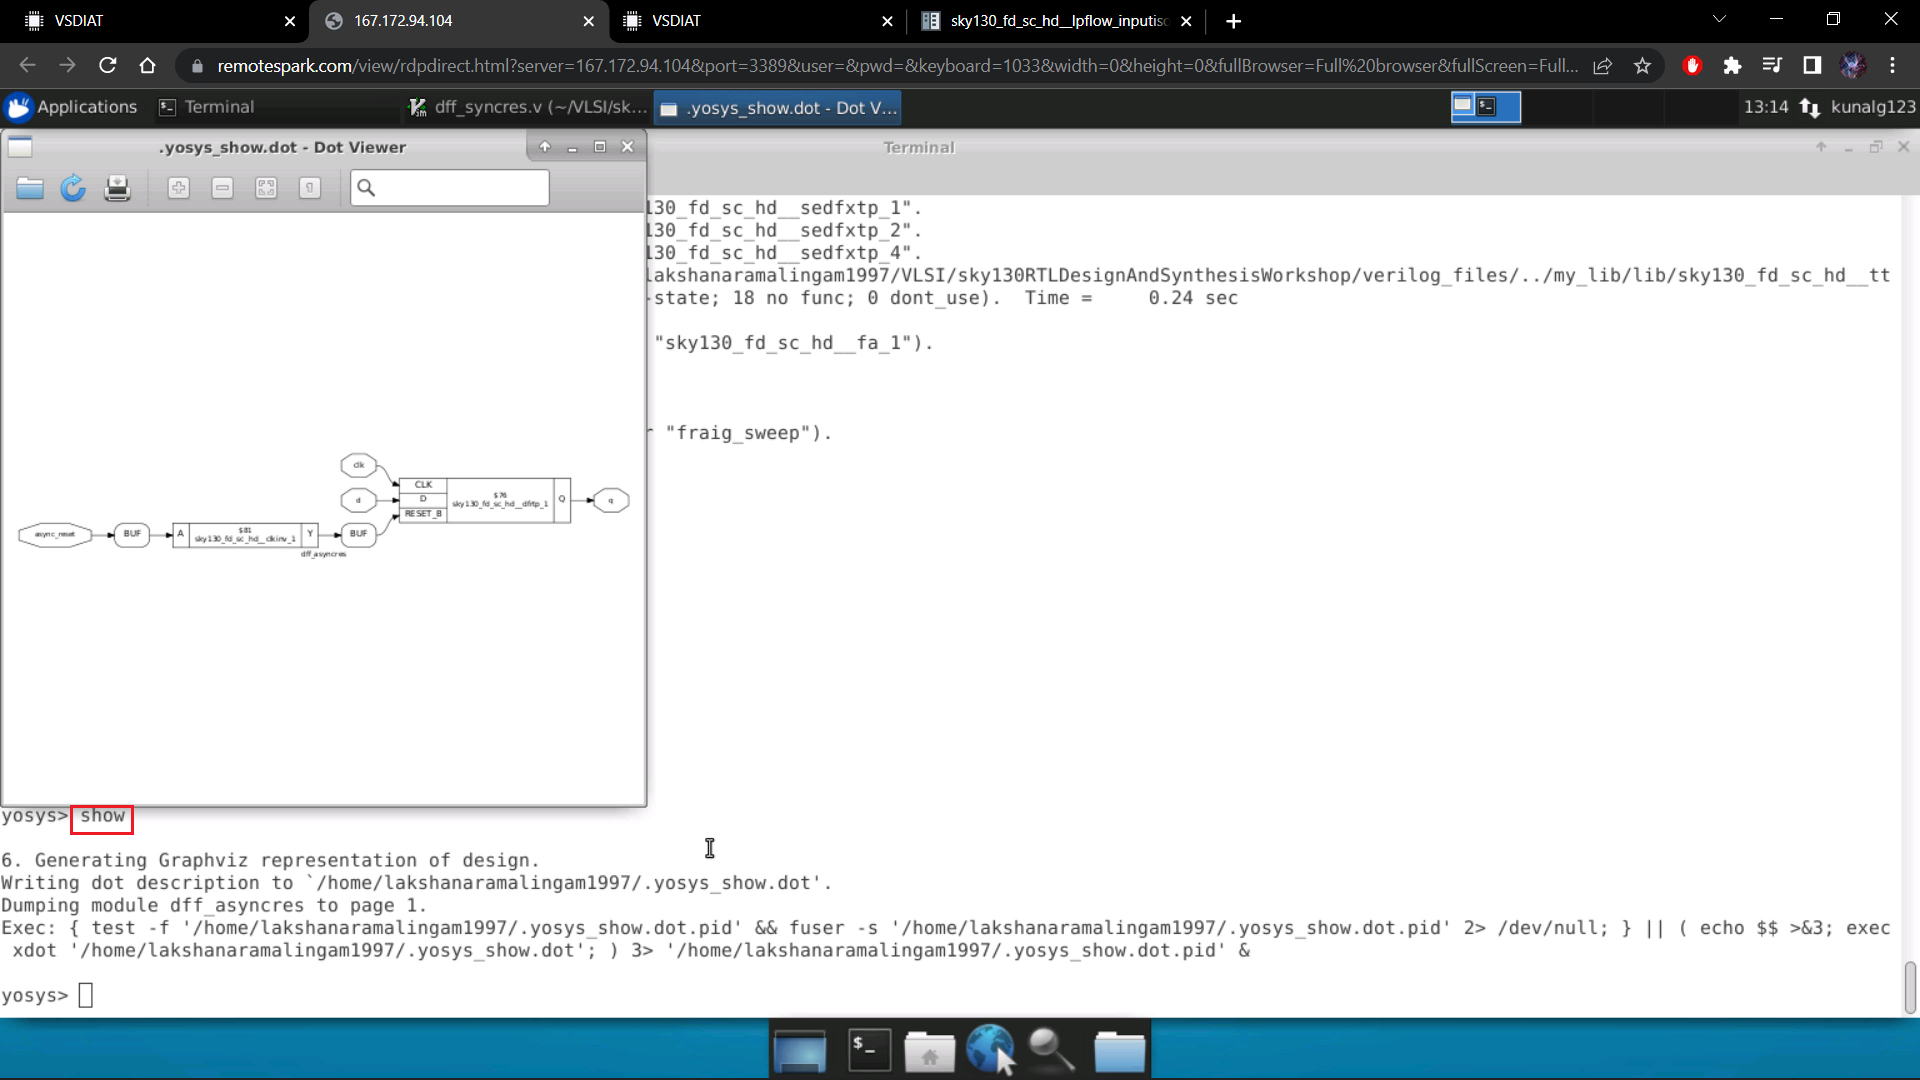 VSDIAT
167.172.94.104
VSDIAT
sky130_fd_sc_hd__lpflow_inputisc
remotespark.com/view/rdpdirect.html?server=167.172.94.104&port=3389&user=&pwd=&keyboard=1033&width=0&height=0&fullBrowser=Full%20browser&fullScreen=Full...
Applications
Terminal
dff_syncres.v (~/VLSI/sk...
.yosys_show.dot - Dot V...
13:14
kunalg123
.yosys_show.dot - Dot Viewer
Terminal
130_fd_sc_hd__sedfxtp_1".
130_fd_sc_hd__sedfxtp_2".
130_fd_sc_hd__sedfxtp_4".
lakshanaramalingam1997/VLSI/sky130RTLDesignAndSynthesisWorkshop/verilog_files/../my_lib/lib/sky130_fd_sc_hd__tt
-state; 18 no func; 0 dont_use).  Time =     0.24 sec
"sky130_fd_sc_hd__fa_1").
r "fraig_sweep").
clk
d
CLK
D
RESET_B
$76
sky130_fd_sc_hd__dfrtp_1
Q
q
async_reset
BUF
A
$81
sky130_fd_sc_hd__clkinv_1
Y
BUF
dff_asyncres
yosys> show
6. Generating Graphviz representation of design.
Writing dot description to `/home/lakshanaramalingam1997/.yosys_show.dot'.
Dumping module dff_asyncres to page 1.
Exec: { test -f '/home/lakshanaramalingam1997/.yosys_show.dot.pid' && fuser -s '/home/lakshanaramalingam1997/.yosys_show.dot.pid' 2> /dev/null; } || ( echo $$ >&3; exec
xdot '/home/lakshanaramalingam1997/.yosys_show.dot'; ) 3> '/home/lakshanaramalingam1997/.yosys_show.dot.pid' &
yosys>